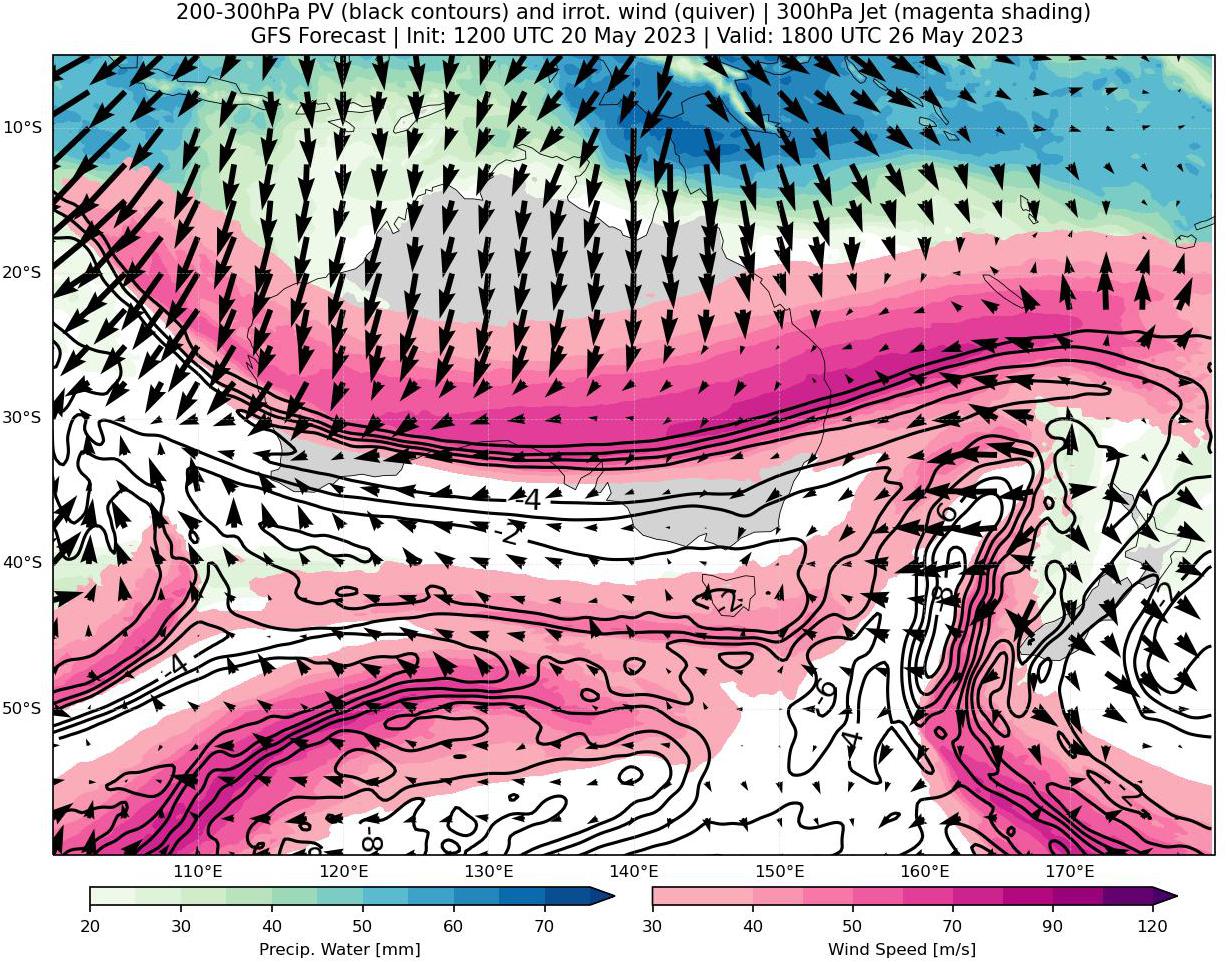 200-300hPa PV (black contours) and irrot. wind (quiver) | 300hPa Jet (magenta shading)
GFS Forecast | Init: 1200 UTC 20 May 2023 | Valid: 1800 UTC 26 May 2023
10°S
20°S
30°S
-4
-2
-6
40°S
-8
-2
-4
-6
50°S
-4
-8
110°E 120°E 130°E 140°E 150°E 160°E 170°E
20 30 40 50 60 70
30 40 50 70 90 120
Precip. Water [mm]
Wind Speed [m/s]